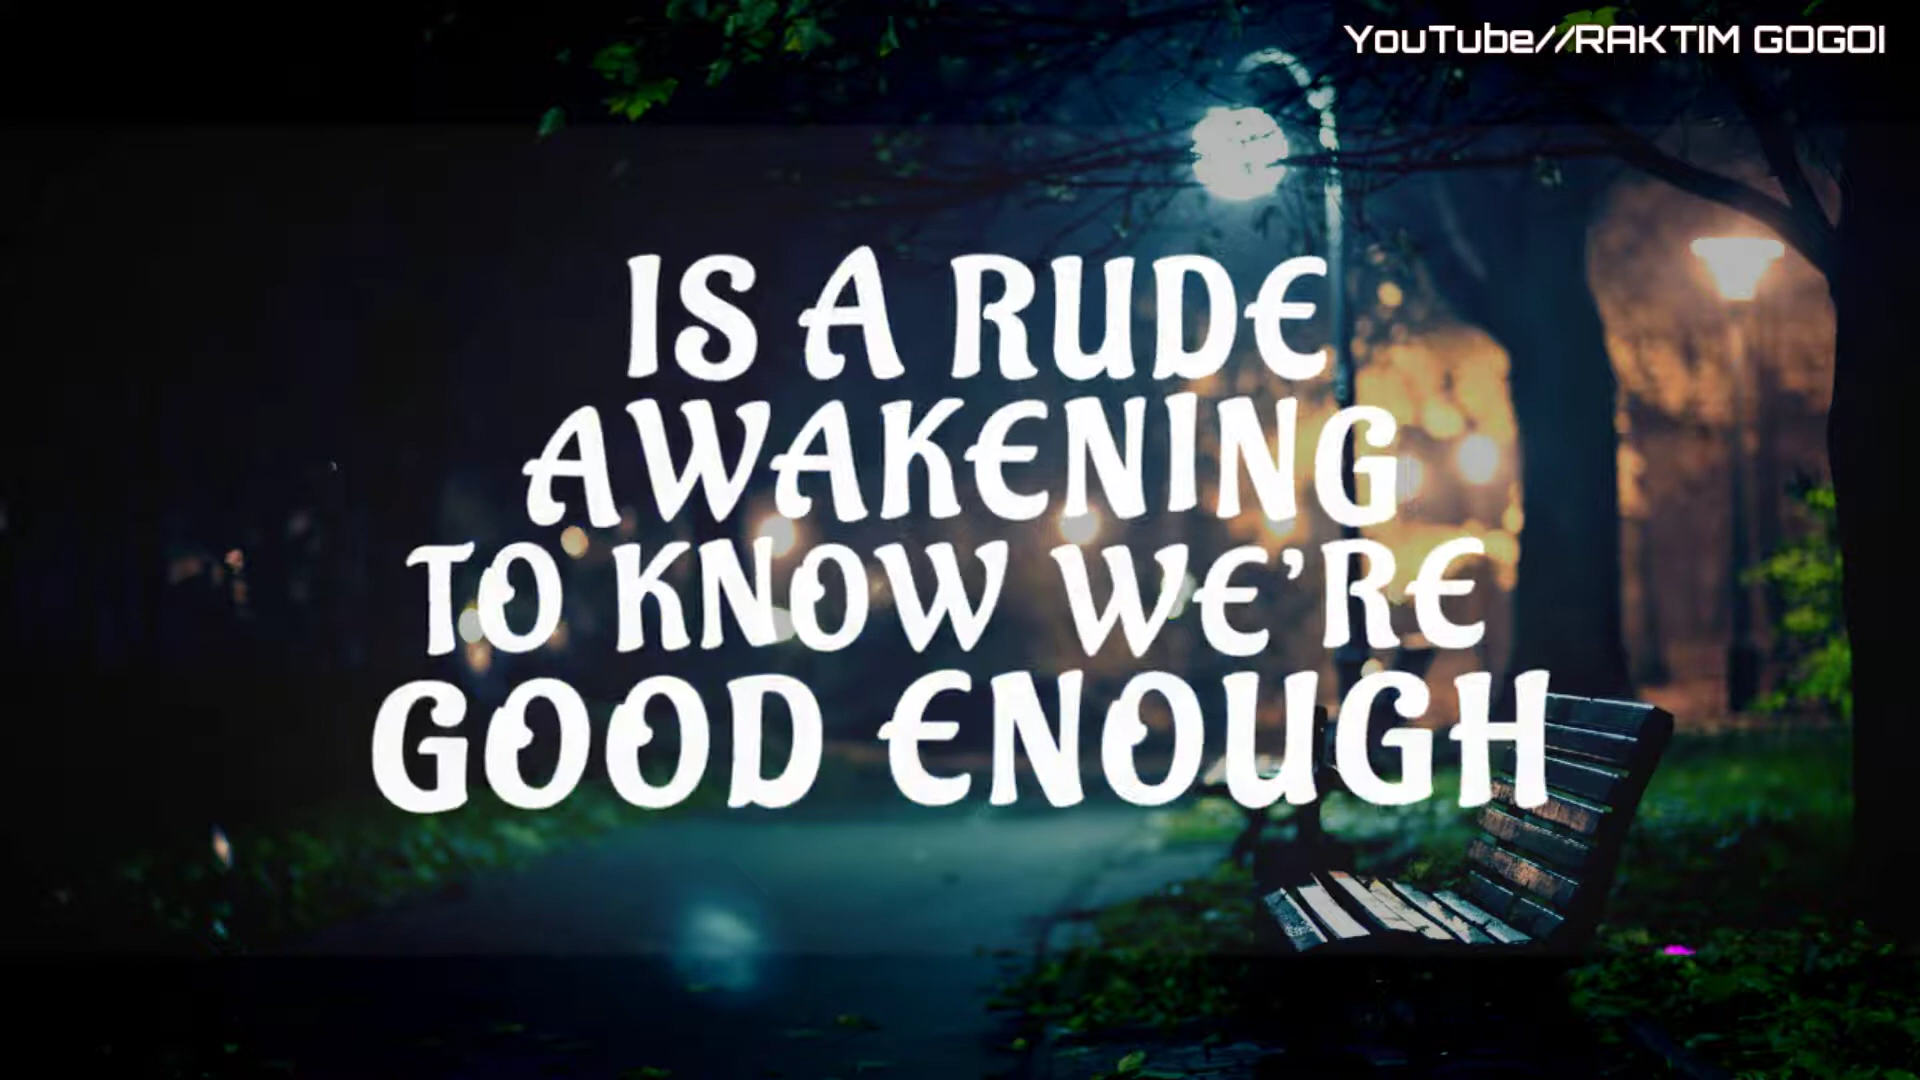 YouTube//RAKTIM GOGOI
IS A RUDE
AWAKENING
TO KNOW WE'RE
GOOD ENOUGH